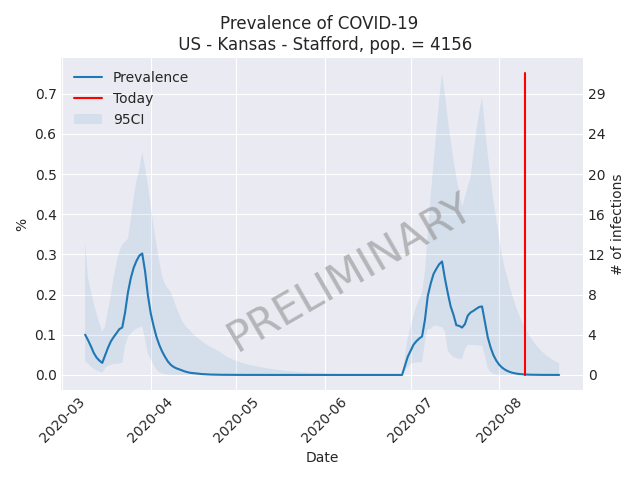 Prevalence of COVID-19
US - Kansas - Stafford, pop. = 4156
Prevalence
Today
95CI
PRELIMINARY
%
0.7
0.6
0.5
0.4
0.3
0.2
0.1
0.0
29
24
20
16
12
8
4
0
# of infections
2020-03
2020-04
2020-05
2020-06
2020-07
2020-08
Date